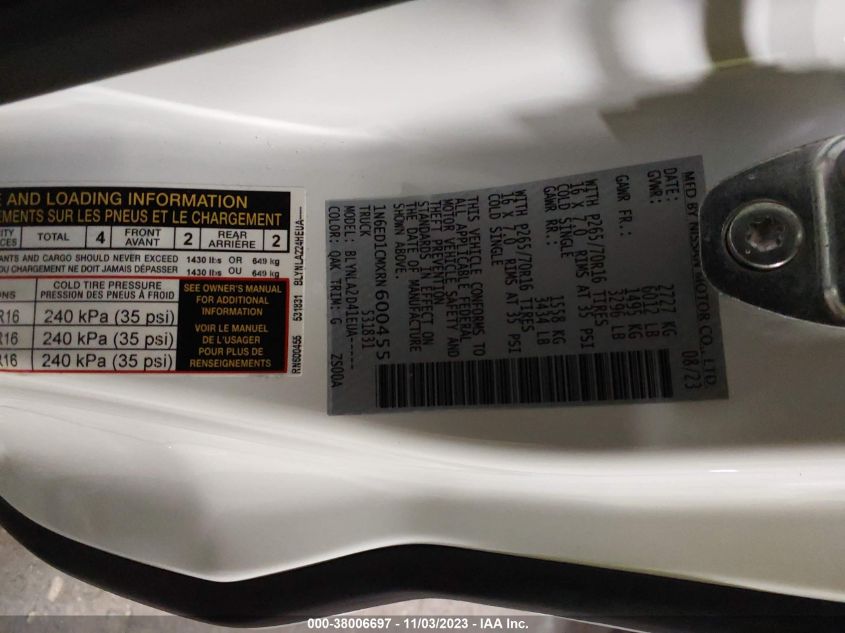 E AND LOADING INFORMATION
EMENTS SUR LES PNEUS ET LE CHARGEMENT
TOTAL 4 FRONT AVANT 2 REAR ARRIÈRE 2
ANTS AND CARGO SHOULD NEVER EXCEED 1430 lbs OR 649 kg
U CHARGEMENT NE DOIT JAMAIS DÉPASSER 1430 lbs OU 649 kg
COLD TIRE PRESSURE
PRESSION DES PNEUS À FROID
R16 240 kPa (35 psi)
R16 240 kPa (35 psi)
240 kPa (35 psi)
SEE OWNER'S MANUAL
FOR ADDITIONAL
INFORMATION
VOIR LE MANUEL
DE L'USAGER
POUR PLUS DE
RENSEIGNEMENTS
RN600455 531831
MFD BY NISSAN MOTOR CO., LTD.
DATE: 08/23
GVWR: 2727 KG
6012 LB
GAWR FR.: 1495 KG
3296 LB
WITH P265/70R16 TIRES
16 X 7.0 RIMS AT 35 PSI
COLD SINGLE
GAWR RR.: 1558 KG
3434 LB
WITH P265/70R16 TIRES
16 X 7.0 RIMS AT 35 PSI
COLD SINGLE
THIS VEHICLE CONFORMS TO
ALL APPLICABLE FEDERAL
MOTOR VEHICLE SAFETY AND
THEFT PREVENTION
STANDARDS IN EFFECT ON
THE DATE OF MANUFACTURE
SHOWN ABOVE.
1N6ED1CMXRN600455
TRUCK 531831
MODEL: BLYNLA2D41EUA-----
COLOR: QAK TRIM: G ZS00A
000-38006697 - 11/03/2023 - IAA Inc.